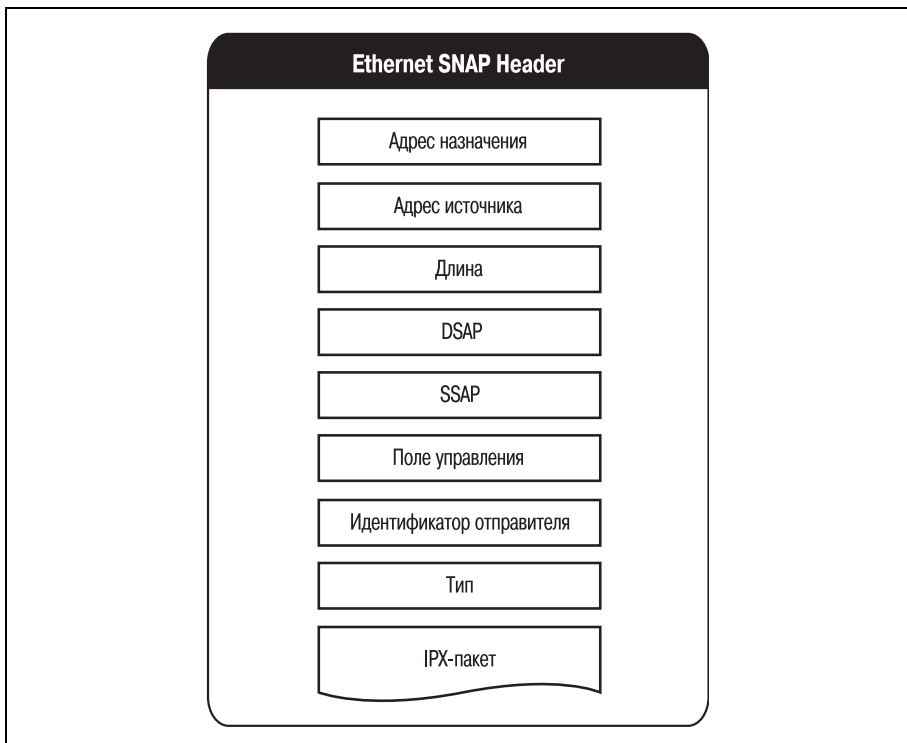 Ethernet SNAP Header
Адрес назначения
Адрес источника
Длина
DSAP
SSAP
Поле управления
Идентификатор отправителя
Тип
IPX-пакет